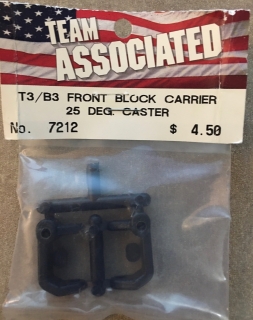 TEAM
ASSOCIATED
T3/B3 FRONT BLOCK CARRIER
25 DEG. CASTER
No. 7212 $ 4.50